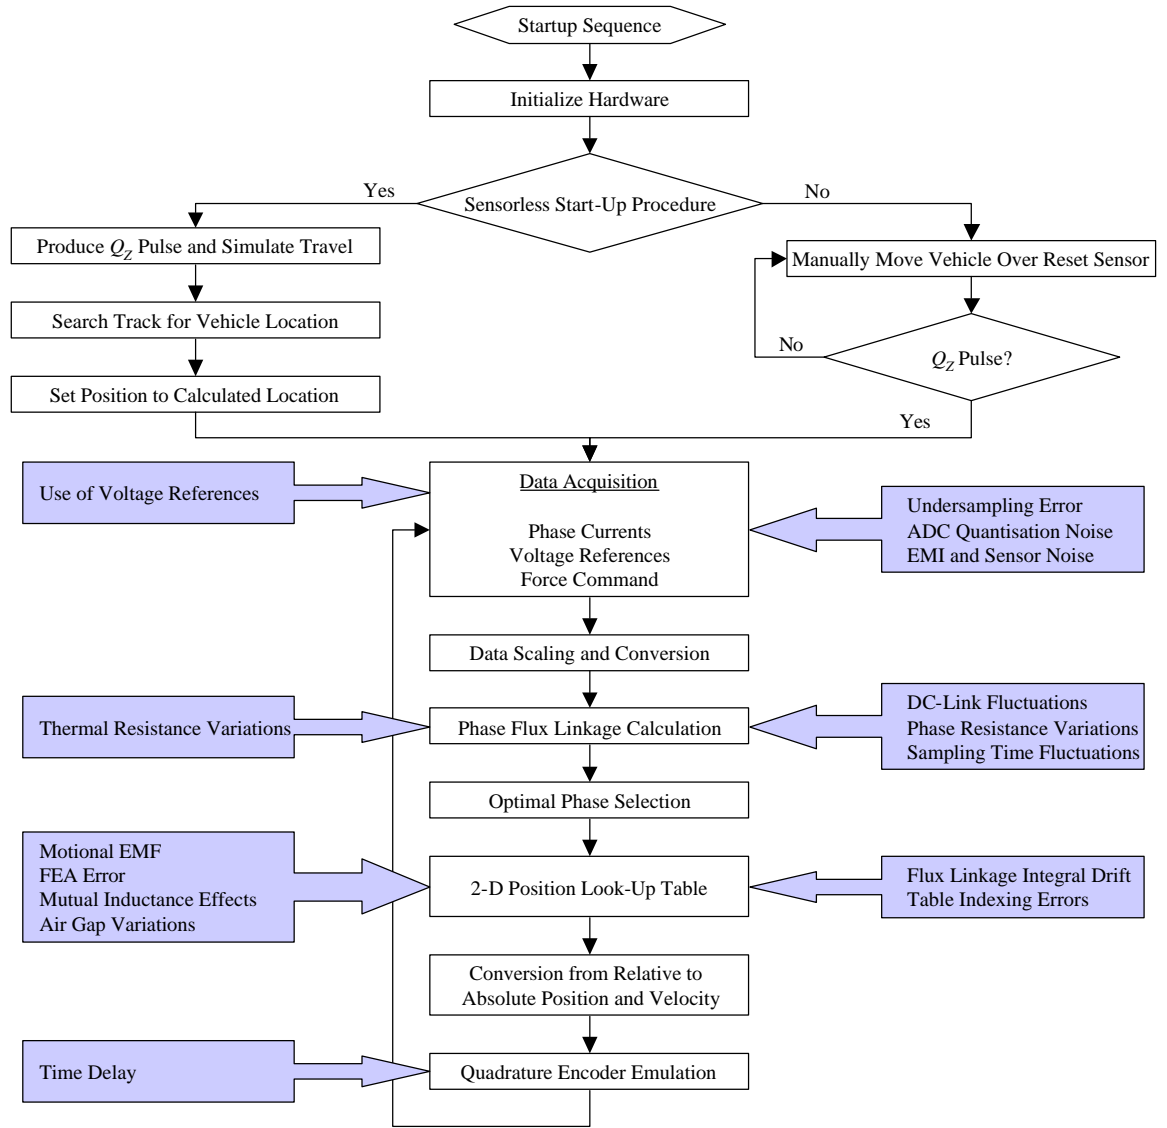 Startup Sequence
Initialize Hardware
Yes
No
Sensorless Start-Up Procedure
Produce QZ Pulse and Simulate Travel
Manually Move Vehicle Over Reset Sensor
Search Track for Vehicle Location
No
QZ Pulse?
Set Position to Calculated Location
Yes
Use of Voltage References
Data Acquisition
Phase Currents
Voltage References
Force Command
Undersampling Error
ADC Quantisation Noise
EMI and Sensor Noise
Data Scaling and Conversion
Thermal Resistance Variations
Phase Flux Linkage Calculation
DC-Link Fluctuations
Phase Resistance Variations
Sampling Time Fluctuations
Optimal Phase Selection
Motional EMF
FEA Error
Mutual Inductance Effects
Air Gap Variations
2-D Position Look-Up Table
Flux Linkage Integral Drift
Table Indexing Errors
Conversion from Relative to
Absolute Position and Velocity
Time Delay
Quadrature Encoder Emulation